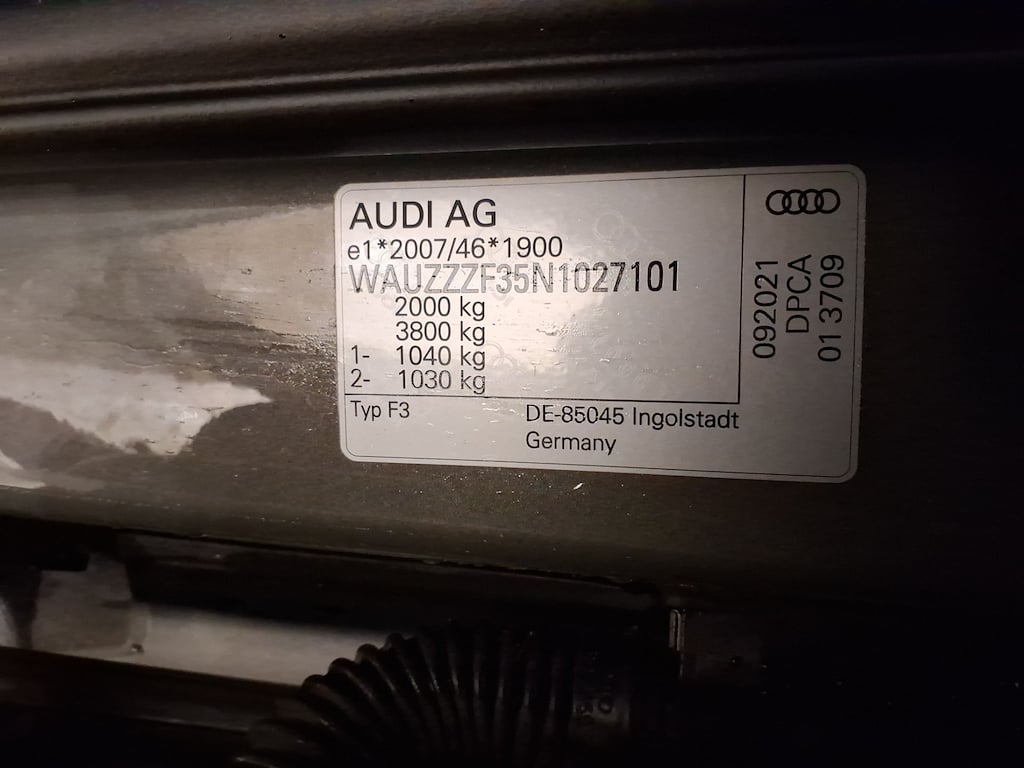 AUDI AG
e1*2007/46*1900
WAUZZZF35N1027101
2000 kg
3800 kg
1- 1040 kg
2- 1030 kg
Typ F3
DE-85045 Ingolstadt
Germany
092021
DPCA
01 3709